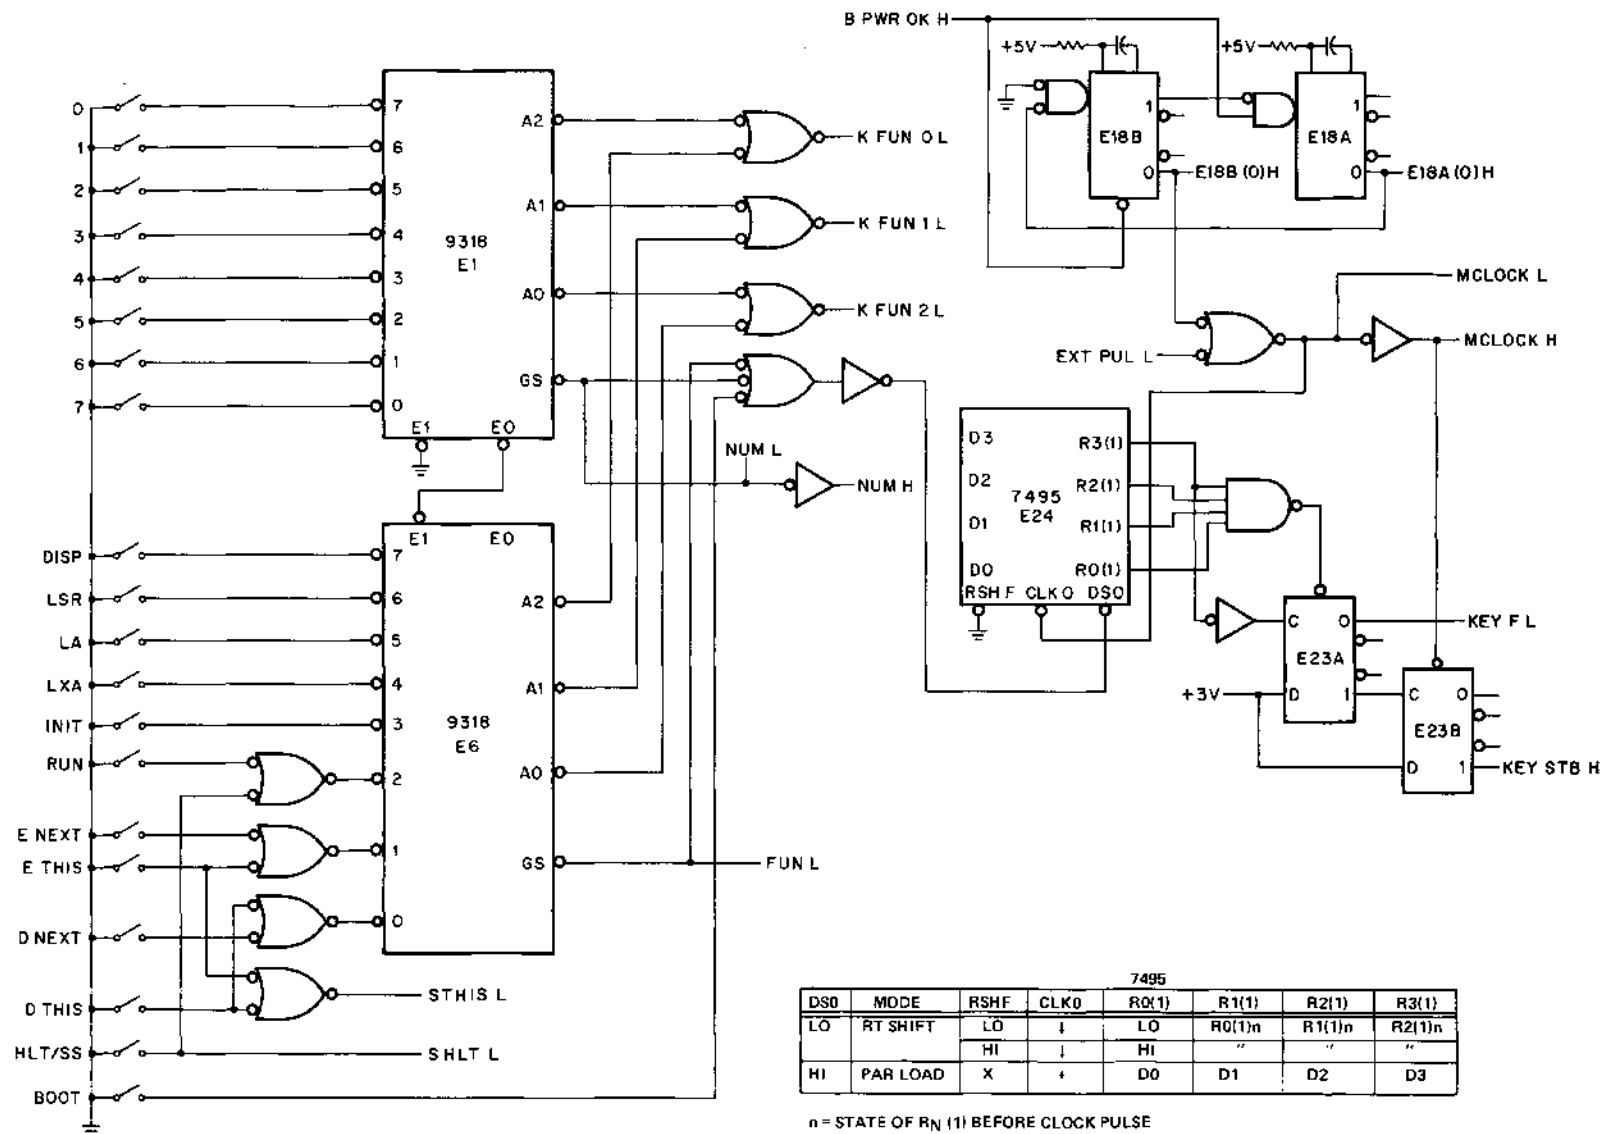 B PWR OK H
+5V
+5V
1
E18B
0
1
E18A
0
E18B (0) H
E18A (0) H
0
1
2
3
4
5
6
7
7
6
5
4
3
2
1
0
9318
E1
A2
A1
A0
GS
E1
E0
K FUN 0 L
K FUN 1 L
K FUN 2 L
NUM L
NUM H
EXT PUL L
MCLOCK L
MCLOCK H
D3
D2
D1
D0
7495
E24
R3(1)
R2(1)
R1(1)
R0(1)
RSHF
CLK0
DS0
C
0
E23A
D
1
+3V
KEY F L
C
0
E23B
D
1
KEY STB H
DISP
LSR
LA
LXA
INIT
RUN
E NEXT
E THIS
D NEXT
D THIS
HLT/SS
BOOT
E1
E0
7
6
5
4
3
2
1
0
9318
E6
A2
A1
A0
GS
FUN L
STHIS L
SHLT L
7495
DS0 MODE RSHF CLK0 R0(1) R1(1) R2(1) R3(1)
LO RT SHIFT LO ↓ LO R0(1)n R1(1)n R2(1)n
HI ↓ HI " " "
HI PAR LOAD X ↓ D0 D1 D2 D3
n = STATE OF RN (1) BEFORE CLOCK PULSE